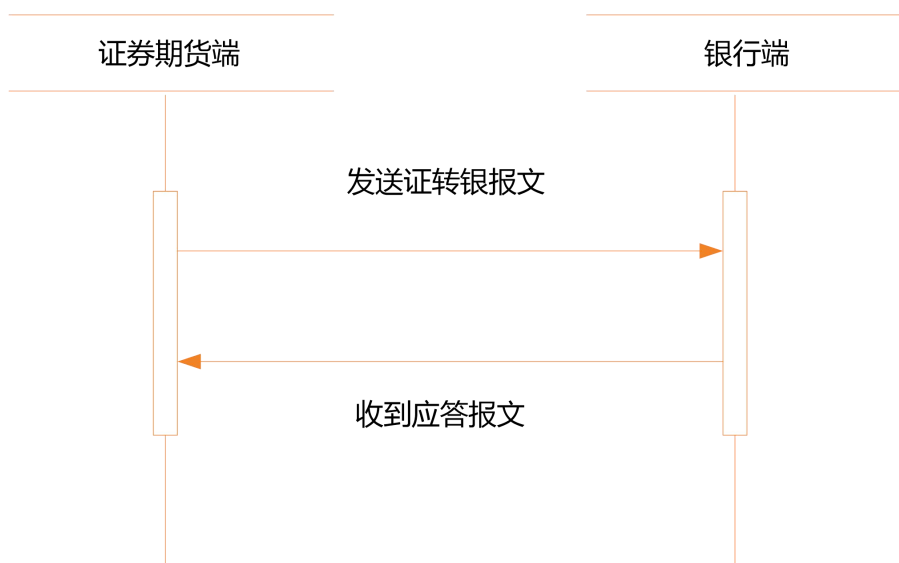 证券期货端
银行端
发送证转银报文
收到应答报文